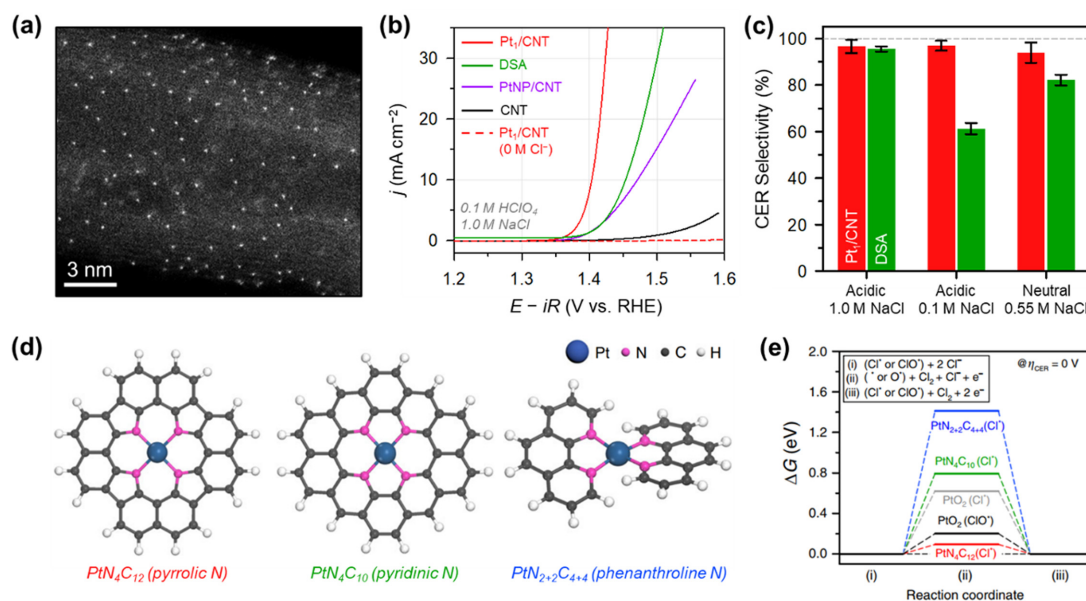 (a)
3 nm
(b)
35
30
20
10
0
j (mA cm⁻²)
Pt₁/CNT
DSA
PtNP/CNT
CNT
Pt₁/CNT
(0 M Cl⁻)
0.1 M HClO₄
1.0 M NaCl
1.2 1.3 1.4 1.5 1.6
E − iR (V vs. RHE)
(c)
100
80
60
40
20
0
CER Selectivity (%)
Pt₁/CNT
DSA
Acidic Acidic Neutral
1.0 M NaCl 0.1 M NaCl 0.55 M NaCl
(d)
Pt N C H
PtN₄C₁₂ (pyrrolic N)
PtN₄C₁₀ (pyridinic N)
PtN₂₊₂C₄₊₄ (phenanthroline N)
(e)
2.0
1.6
1.2
0.8
0.4
0.0
ΔG (eV)
(i) (Cl* or ClO*) + 2 Cl⁻
(ii) (* or O*) + Cl₂ + Cl⁻ + e⁻
(iii) (Cl* or ClO*) + Cl₂ + 2 e⁻
@ηCER = 0 V
PtN₂₊₂C₄₊₄(Cl*)
PtN₄C₁₀(Cl*)
PtO₂(Cl*)
PtO₂(ClO*)
PtN₄C₁₂(Cl*)
(i) (ii) (iii)
Reaction coordinate